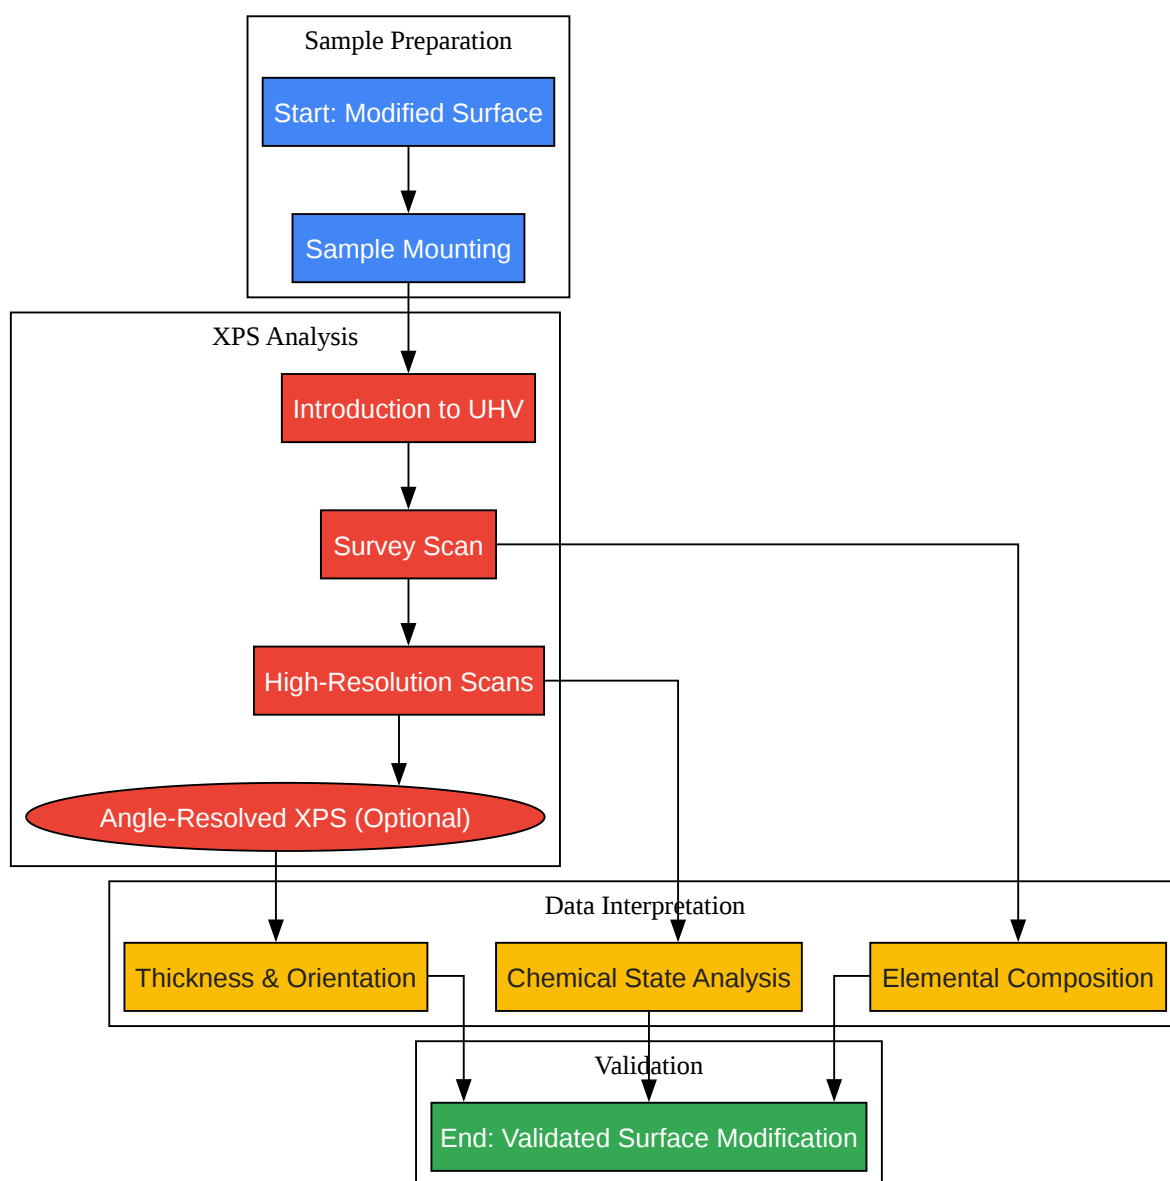 Sample Preparation
Start: Modified Surface
Sample Mounting
XPS Analysis
Introduction to UHV
Survey Scan
High-Resolution Scans
Angle-Resolved XPS (Optional)
Data Interpretation
Thickness & Orientation
Chemical State Analysis
Elemental Composition
Validation
End: Validated Surface Modification